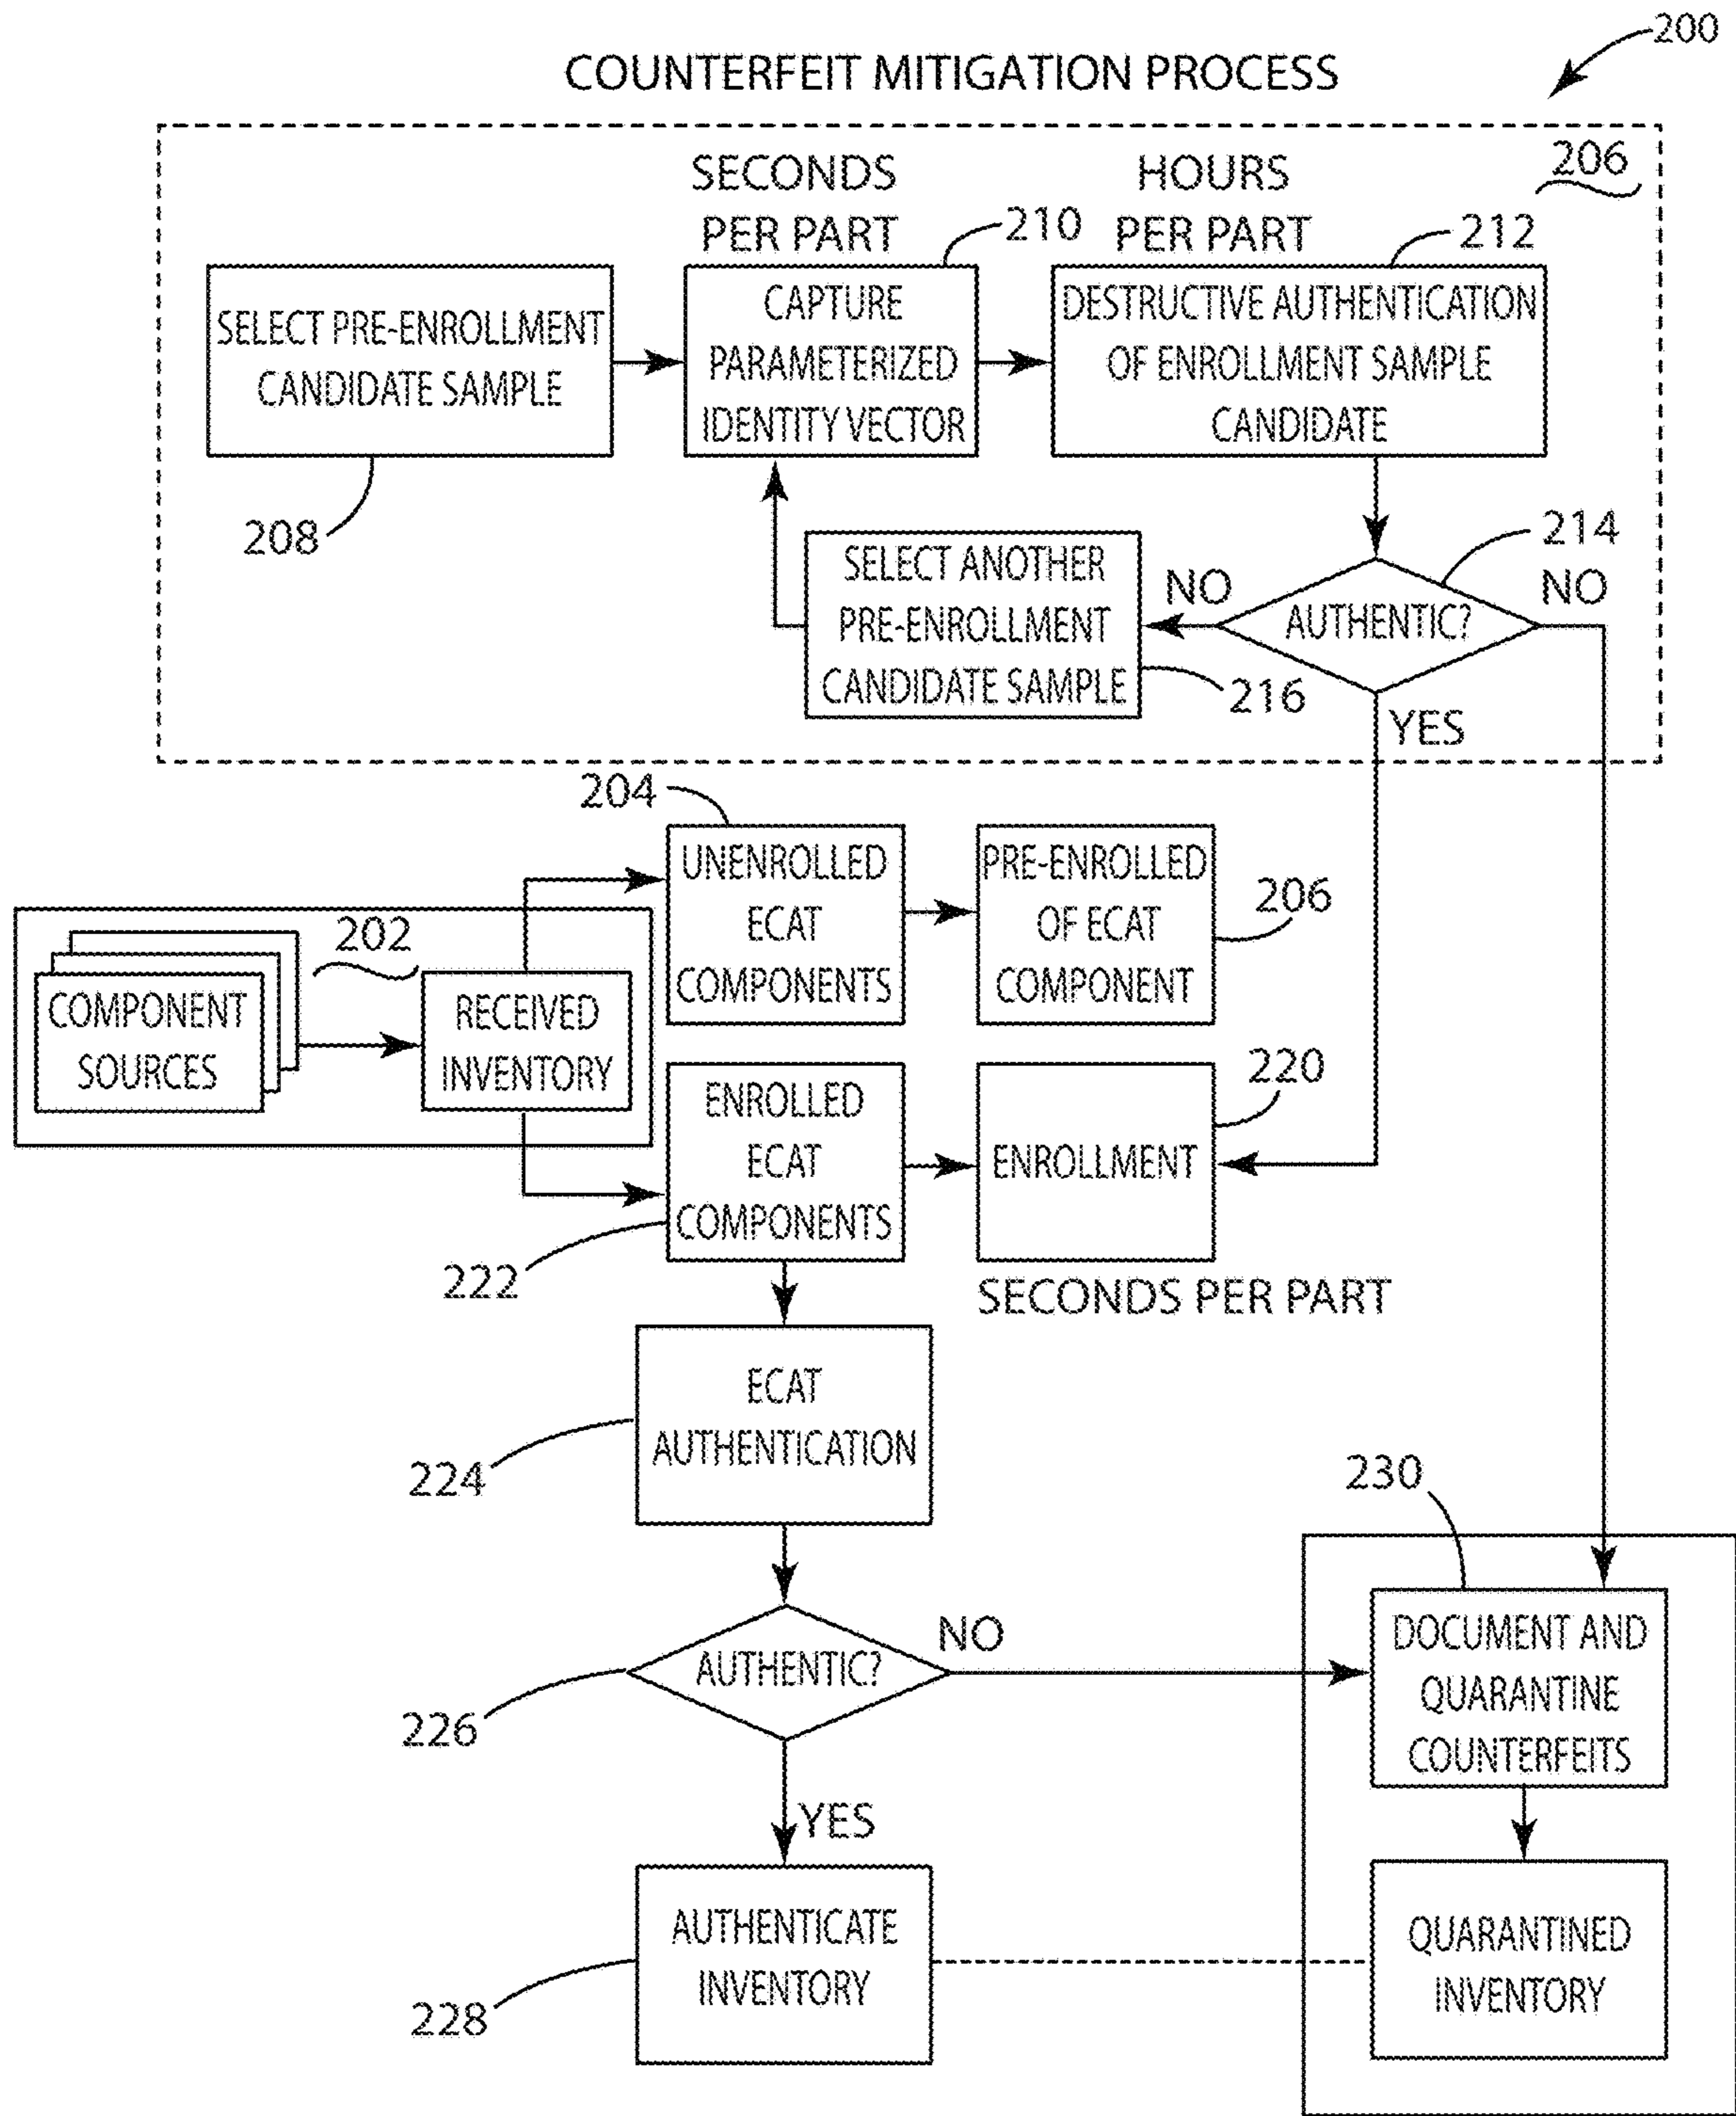 200
COUNTERFEIT MITIGATION PROCESS
206
SECONDS
PER PART
HOURS
PER PART
210
212
SELECT PRE-ENROLLMENT
CANDIDATE SAMPLE
CAPTURE
PARAMETERIZED
IDENTITY VECTOR
DESTRUCTIVE AUTHENTICATION
OF ENROLLMENT SAMPLE
CANDIDATE
208
214
SELECT ANOTHER
PRE-ENROLLMENT
CANDIDATE SAMPLE
NO
AUTHENTIC?
NO
216
YES
204
UNENROLLED
ECAT
COMPONENTS
PRE-ENROLLED
OF ECAT
COMPONENT
206
202
COMPONENT
SOURCES
RECEIVED
INVENTORY
ENROLLED
ECAT
COMPONENTS
ENROLLMENT
220
222
SECONDS PER PART
ECAT
AUTHENTICATION
224
230
AUTHENTIC?
NO
226
DOCUMENT AND
QUARANTINE
COUNTERFEITS
YES
AUTHENTICATE
INVENTORY
228
QUARANTINED
INVENTORY